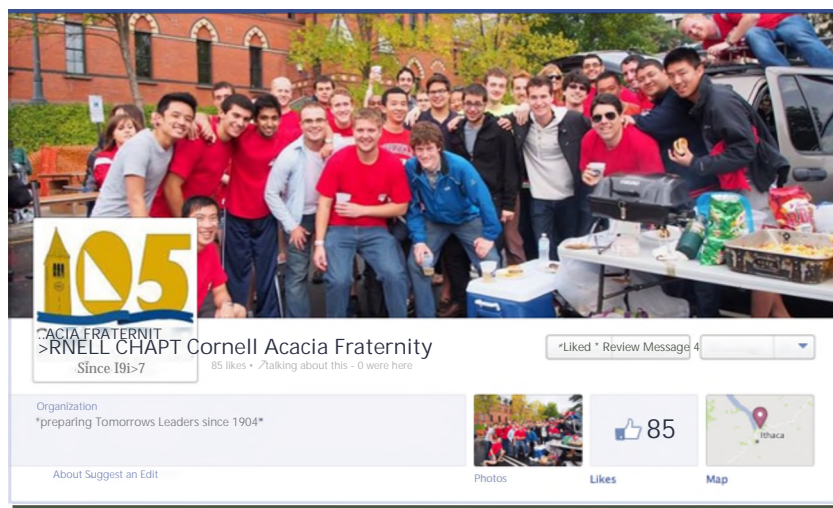 105
:ACIA FRATERNIT
>RNELL CHAPT Cornell Acacia Fraternity
Since I9i>7
85 likes • talking about this - 0 were here
*Liked * Review Message 4
Organization
*preparing Tomorrows Leaders since 1904*
85
Ithaca
About Suggest an Edit
Photos
Likes
Map